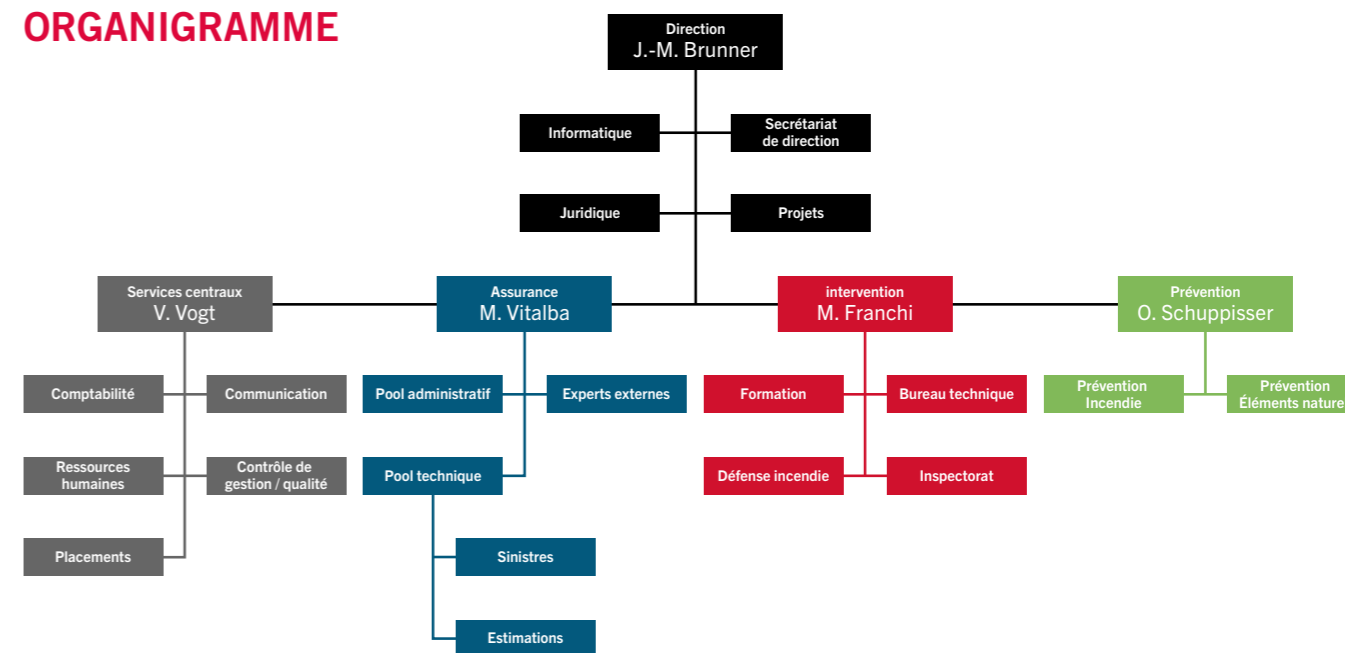 ORGANIGRAMME
Direction
J.-M. Brunner
Informatique
Secrétariat
de direction
Juridique
Projets
Services centraux
V. Vogt
Assurance
M. Vitalba
intervention
M. Franchi
Prévention
O. Schuppisser
Comptabilité
Communication
Pool administratif
Experts externes
Formation
Bureau technique
Prévention
Incendie
Prévention
Éléments nature
Ressources
humaines
Contrôle de
gestion / qualité
Pool technique
Défense incendie
Inspectorat
Placements
Sinistres
Estimations